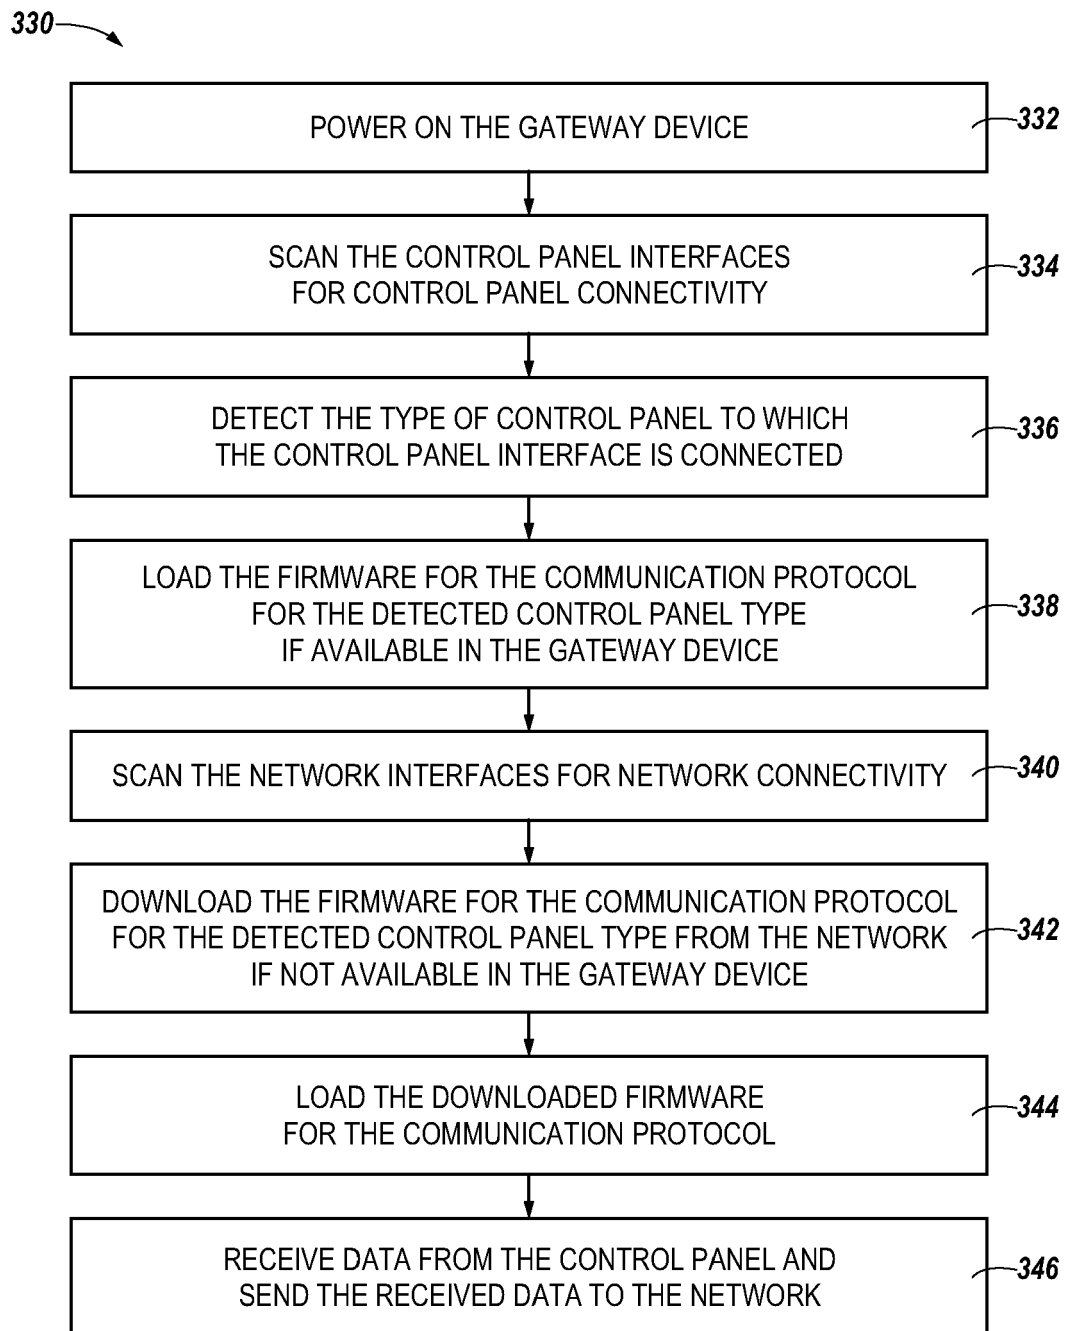 330
POWER ON THE GATEWAY DEVICE
332
SCAN THE CONTROL PANEL INTERFACES
FOR CONTROL PANEL CONNECTIVITY
334
DETECT THE TYPE OF CONTROL PANEL TO WHICH
THE CONTROL PANEL INTERFACE IS CONNECTED
336
LOAD THE FIRMWARE FOR THE COMMUNICATION PROTOCOL
FOR THE DETECTED CONTROL PANEL TYPE
IF AVAILABLE IN THE GATEWAY DEVICE
338
SCAN THE NETWORK INTERFACES FOR NETWORK CONNECTIVITY
340
DOWNLOAD THE FIRMWARE FOR THE COMMUNICATION PROTOCOL
FOR THE DETECTED CONTROL PANEL TYPE FROM THE NETWORK
IF NOT AVAILABLE IN THE GATEWAY DEVICE
342
LOAD THE DOWNLOADED FIRMWARE
FOR THE COMMUNICATION PROTOCOL
344
RECEIVE DATA FROM THE CONTROL PANEL AND
SEND THE RECEIVED DATA TO THE NETWORK
346